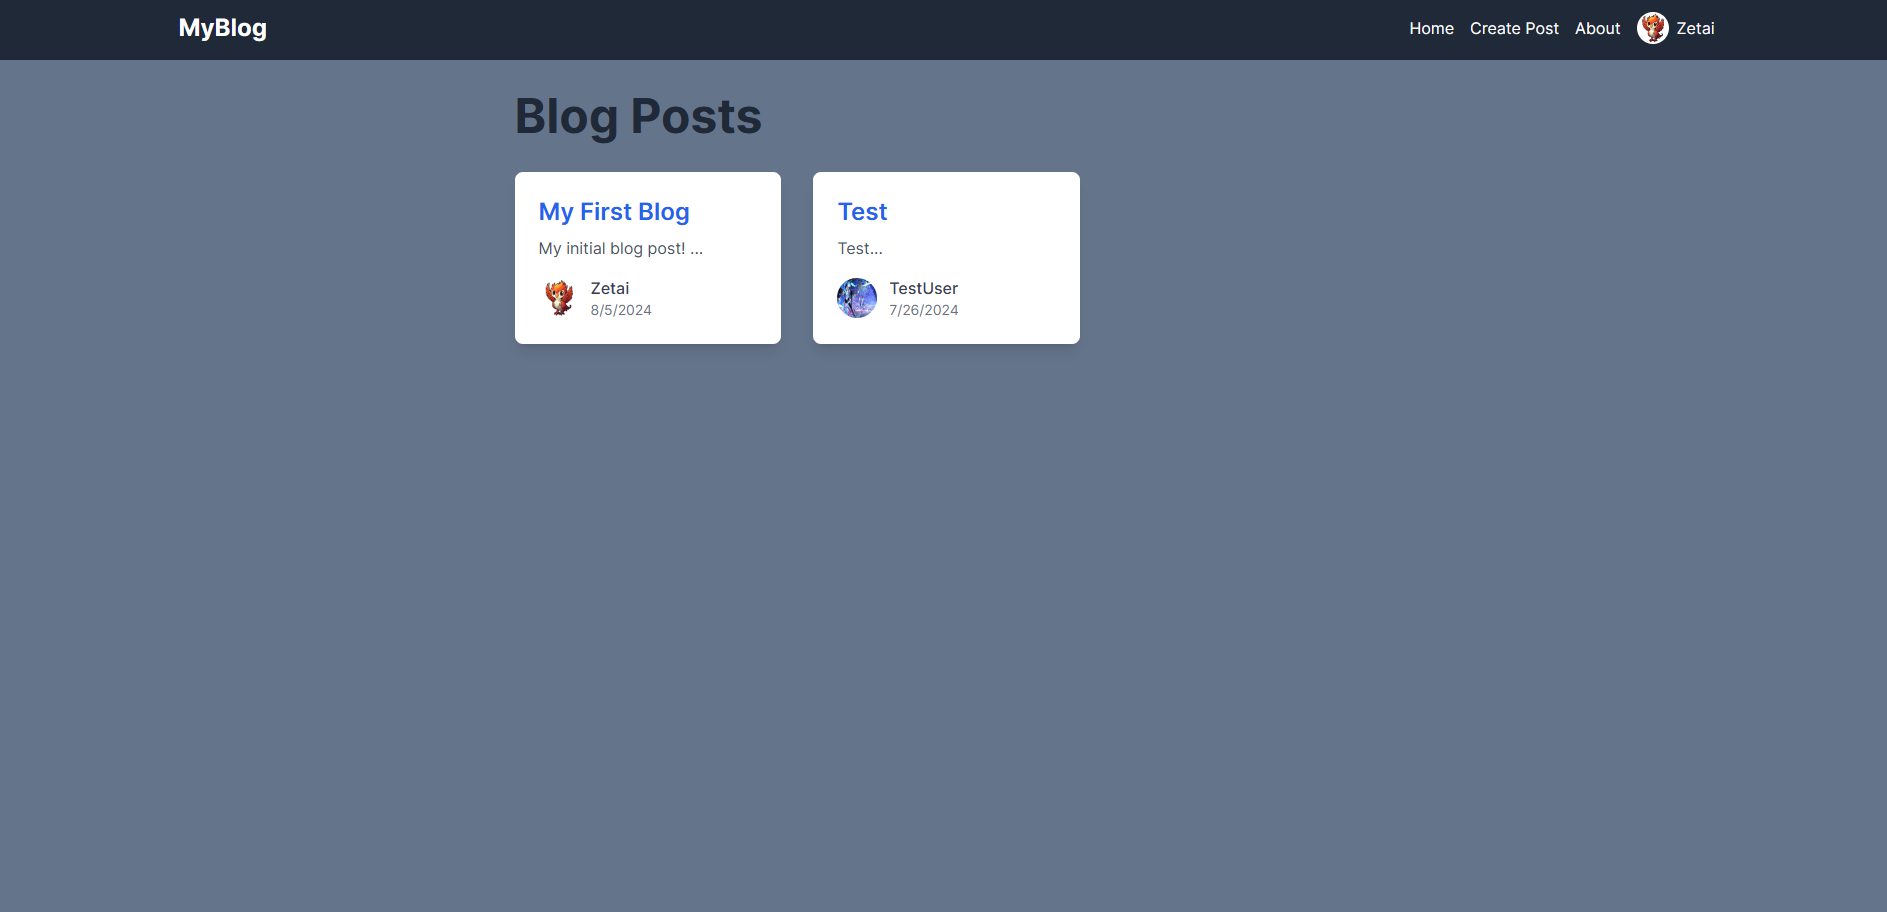 MyBlog
Home Create Post About Zetai
Blog Posts
My First Blog
My initial blog post! ...
Zetai
8/5/2024
Test
Test...
TestUser
7/26/2024